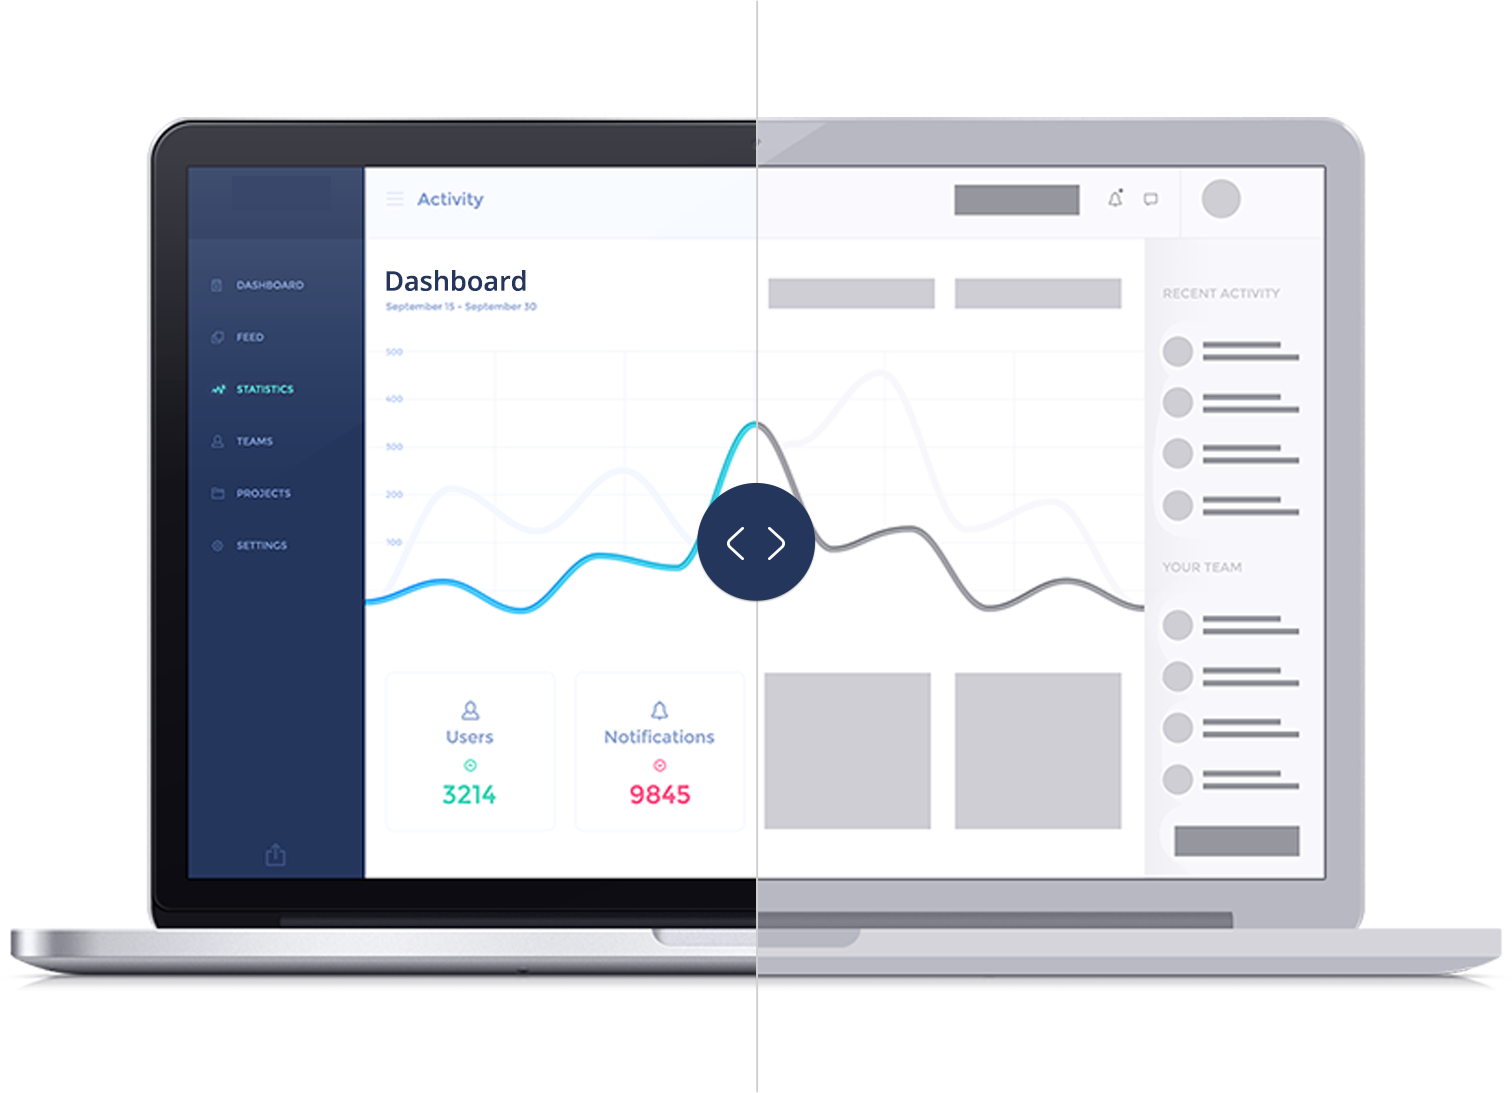 Activity
DASHBOARD
FEED
STATISTICS
TEAMS
PROJECTS
SETTINGS
Dashboard
September 15 - September 30
500
400
300
200
100
Users
3214
Notifications
9845
RECENT ACTIVITY
YOUR TEAM